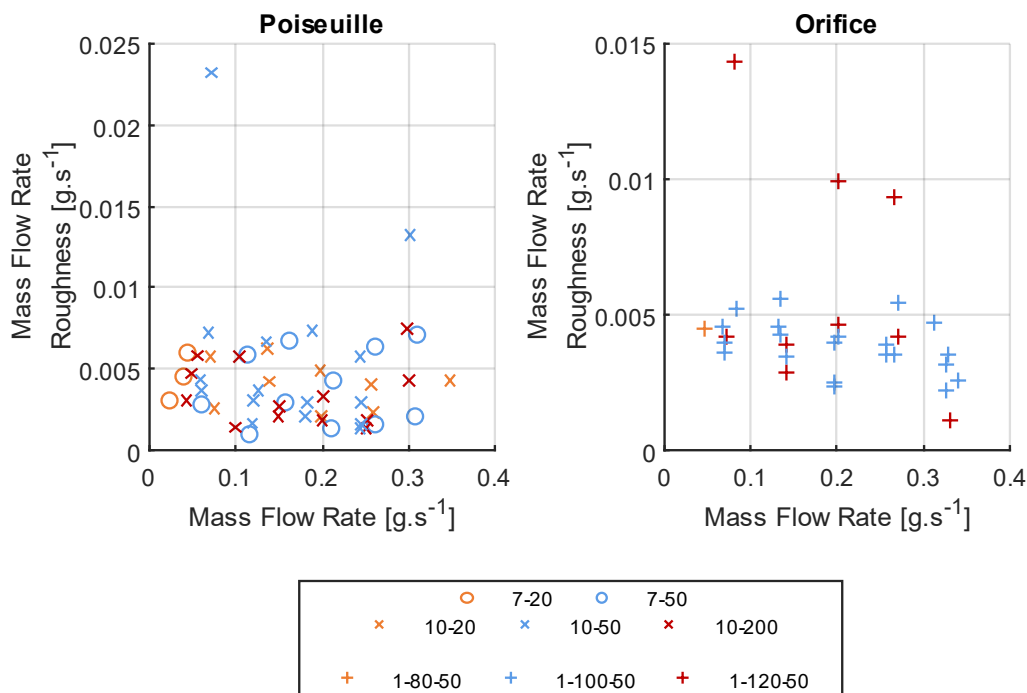 Poiseuille
Mass Flow Rate
Roughness [g.s⁻¹]
0.025
0.02
0.015
0.01
0.005
0
0 0.1 0.2 0.3 0.4
Mass Flow Rate [g.s⁻¹]
Orifice
Mass Flow Rate
Roughness [g.s⁻¹]
0.015
0.01
0.005
0
0 0.1 0.2 0.3 0.4
Mass Flow Rate [g.s⁻¹]
7-20 7-50
10-20 10-50 10-200
1-80-50 1-100-50 1-120-50